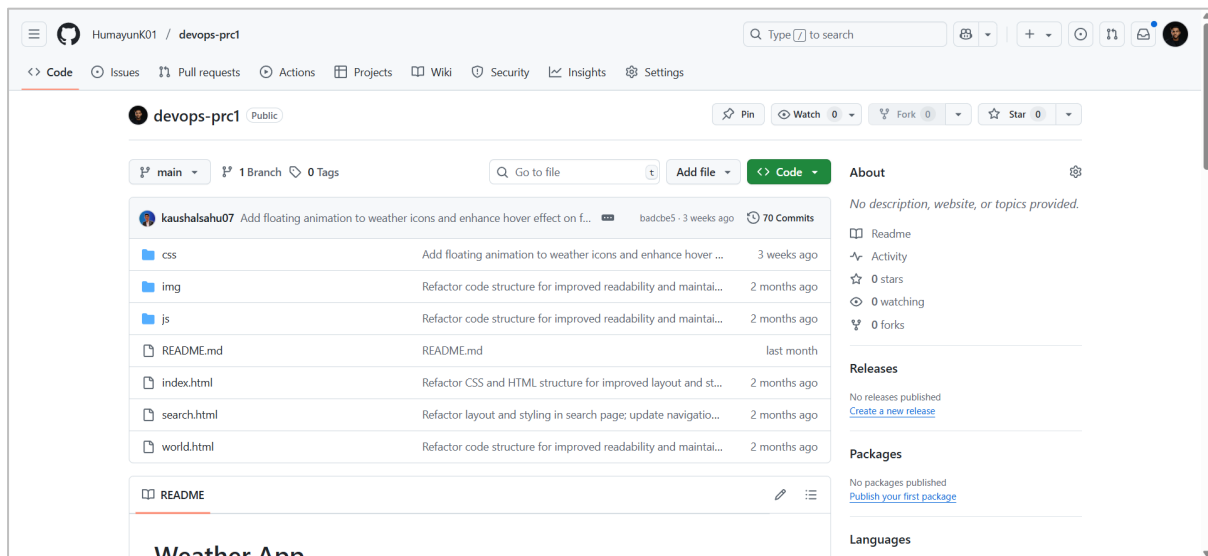 HumayunK01 / devops-prc1
Type / to search
Code Issues Pull requests Actions Projects Wiki Security Insights Settings
devops-prc1 Public
Pin Watch 0 Fork 0 Star 0
main 1 Branch 0 Tags
Go to file t Add file Code
kaushalsahu07 Add floating animation to weather icons and enhance hover effect on f... badcbe5 · 3 weeks ago 70 Commits
css Add floating animation to weather icons and enhance hover ... 3 weeks ago
img Refactor code structure for improved readability and maintai... 2 months ago
js Refactor code structure for improved readability and maintai... 2 months ago
README.md README.md last month
index.html Refactor CSS and HTML structure for improved layout and st... 2 months ago
search.html Refactor layout and styling in search page; update navigatio... 2 months ago
world.html Refactor code structure for improved readability and maintai... 2 months ago
README
Weather App
About
No description, website, or topics provided.
Readme
Activity
0 stars
0 watching
0 forks
Releases
No releases published
Create a new release
Packages
No packages published
Publish your first package
Languages